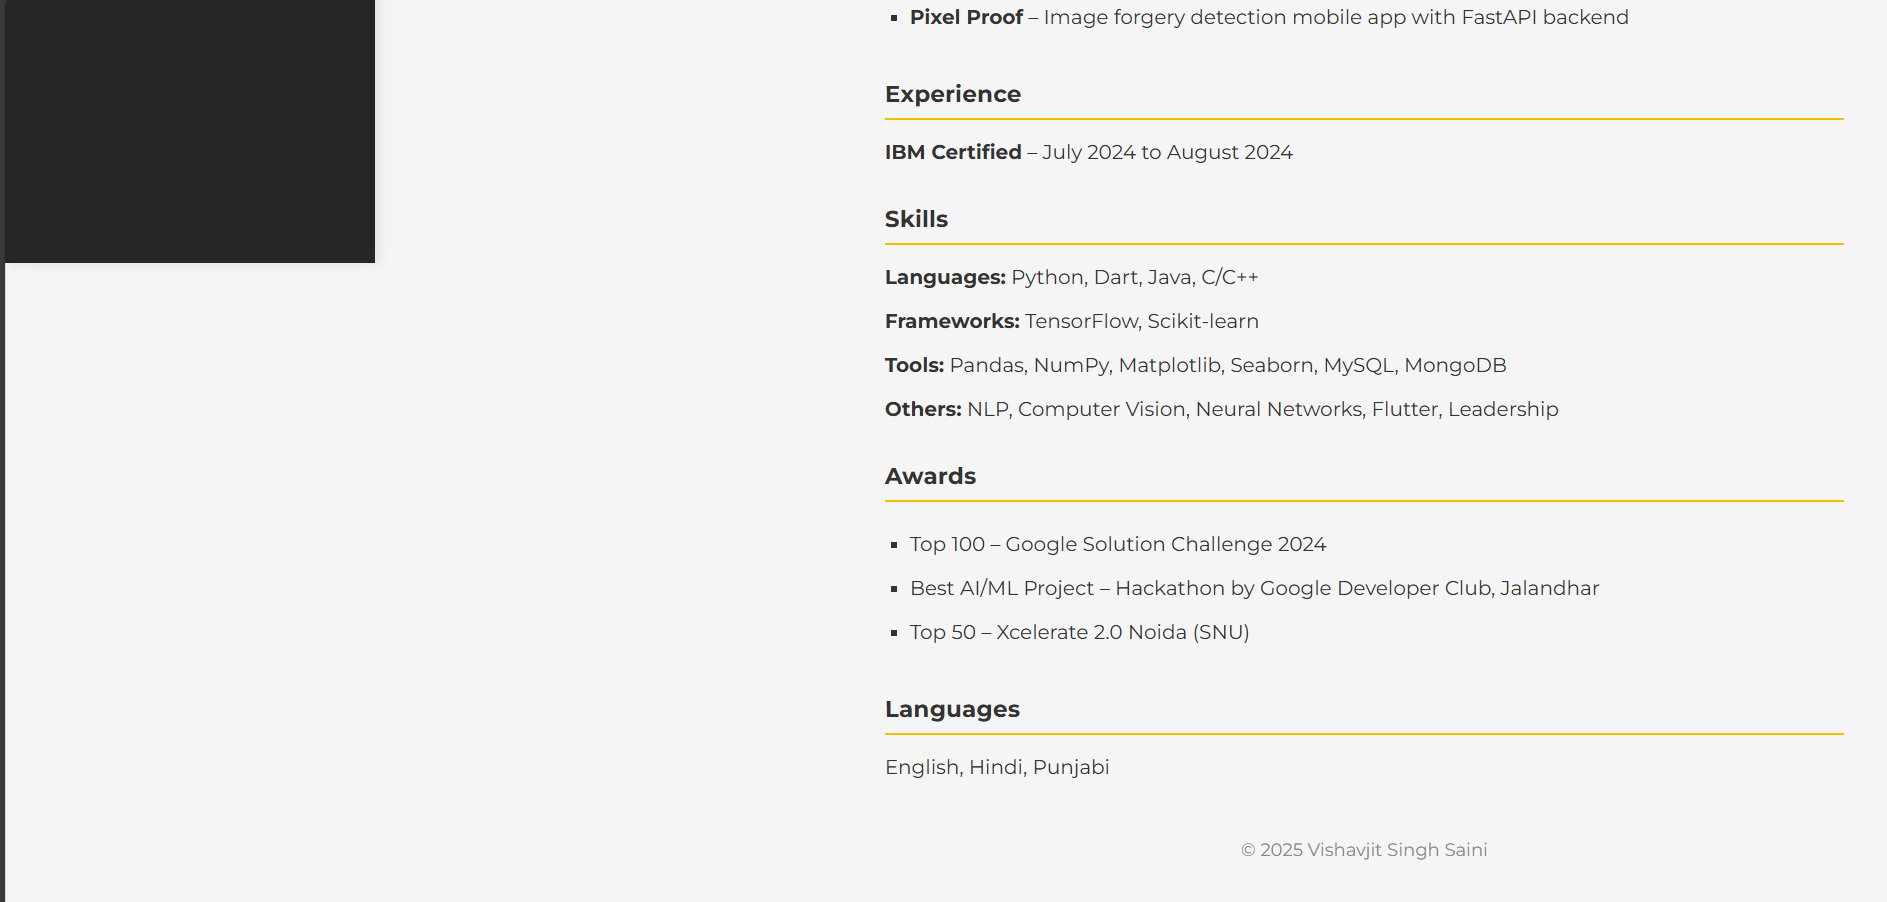 ▪ Pixel Proof – Image forgery detection mobile app with FastAPI backend
Experience
IBM Certified – July 2024 to August 2024
Skills
Languages: Python, Dart, Java, C/C++
Frameworks: TensorFlow, Scikit-learn
Tools: Pandas, NumPy, Matplotlib, Seaborn, MySQL, MongoDB
Others: NLP, Computer Vision, Neural Networks, Flutter, Leadership
Awards
▪ Top 100 – Google Solution Challenge 2024
▪ Best AI/ML Project – Hackathon by Google Developer Club, Jalandhar
▪ Top 50 – Xcelerate 2.0 Noida (SNU)
Languages
English, Hindi, Punjabi
© 2025 Vishavjit Singh Saini